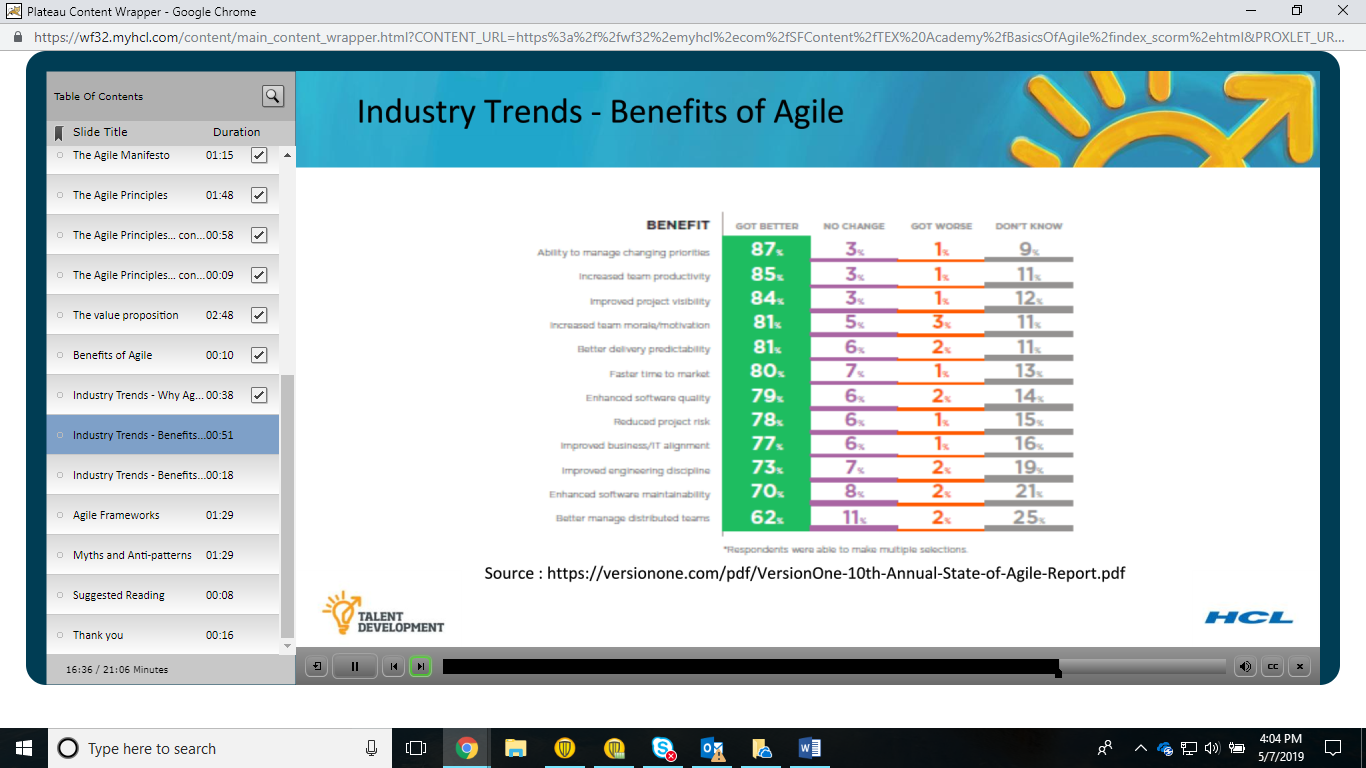 Plateau Content Wrapper - Google Chrome
https://wf32.myhcl.com/content/main_content_wrapper.html?CONTENT_URL=https%3a%2f%2fwf32%2emyhcl%2ecom%2fSFContent%2fTEX%20Academy%2fBasicsOfAgile%2findex_scorm%2ehtml&PROXLET_UR...
Table Of Contents
Slide Title Duration
The Agile Manifesto 01:15
The Agile Principles 01:48
The Agile Principles... con... 00:58
The Agile Principles... con... 00:09
The value proposition 02:48
Benefits of Agile 00:10
Industry Trends - Why Ag... 00:38
Industry Trends - Benefits... 00:51
Industry Trends - Benefits... 00:18
Agile Frameworks 01:29
Myths and Anti-patterns 01:29
Suggested Reading 00:08
Thank you 00:16
16:36 / 21:06 Minutes
Industry Trends - Benefits of Agile
BENEFIT GOT BETTER NO CHANGE GOT WORSE DON'T KNOW
Ability to manage changing priorities 87% 3% 1% 9%
Increased team productivity 85% 3% 1% 11%
Improved project visibility 84% 3% 1% 12%
Increased team morale/motivation 81% 5% 3% 11%
Better delivery predictability 81% 6% 2% 11%
Faster time to market 80% 7% 1% 13%
Enhanced software quality 79% 6% 2% 14%
Reduced project risk 78% 6% 1% 15%
Improved business/IT alignment 77% 6% 1% 16%
Improved engineering discipline 73% 7% 2% 19%
Enhanced software maintainability 70% 8% 2% 21%
Better manage distributed teams 62% 11% 2% 25%
*Respondents were able to make multiple selections.
Source : https://versionone.com/pdf/VersionOne-10th-Annual-State-of-Agile-Report.pdf
TALENT
DEVELOPMENT
HCL
CC
Type here to search
4:04 PM
5/7/2019